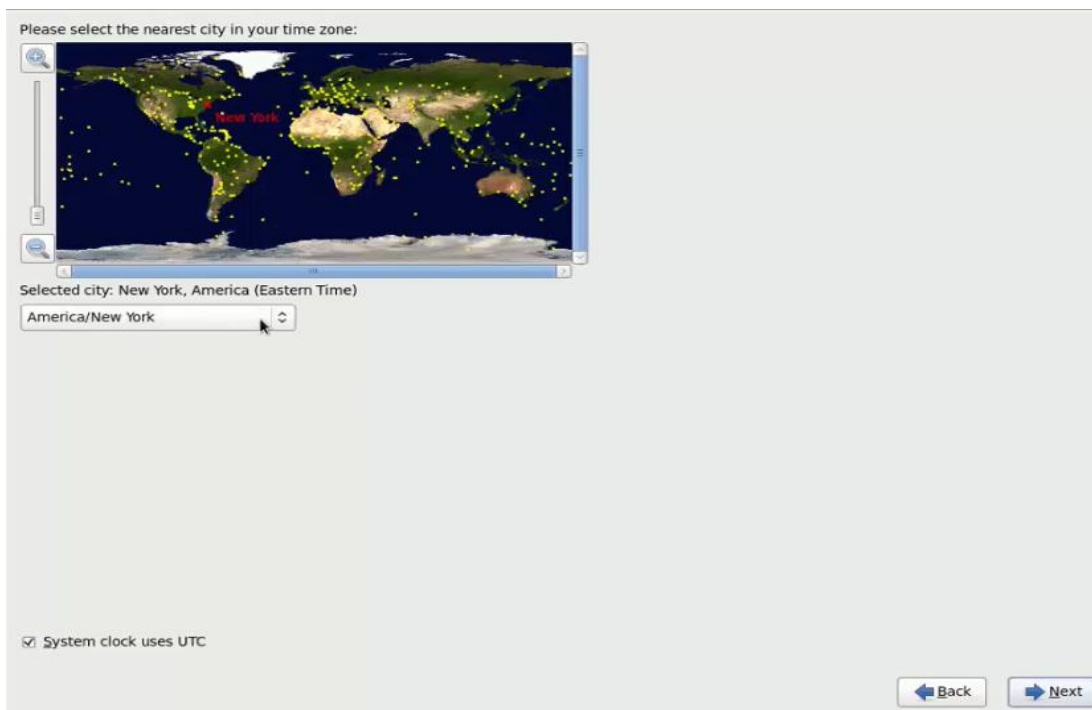 Please select the nearest city in your time zone:
New York
Selected city: New York, America (Eastern Time)
America/New York
System clock uses UTC
Back
Next